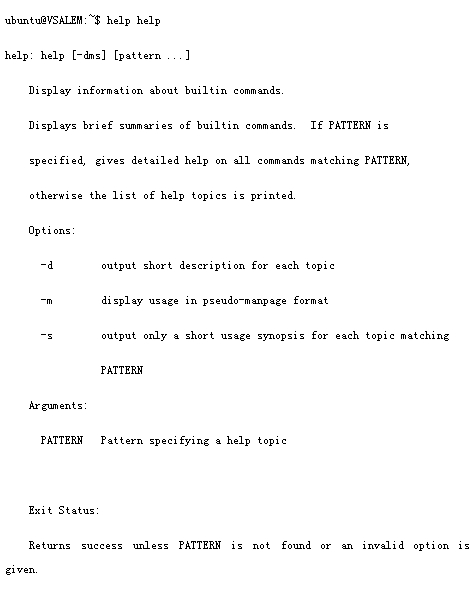 ubuntu@VSALEM:~$ help help
help: help [-dms] [pattern ...]
Display information about builtin commands.
Displays brief summaries of builtin commands. If PATTERN is
specified, gives detailed help on all commands matching PATTERN,
otherwise the list of help topics is printed.
Options:
-d output short description for each topic
-m display usage in pseudo-manpage format
-s output only a short usage synopsis for each topic matching
PATTERN
Arguments:
PATTERN Pattern specifying a help topic
Exit Status:
Returns success unless PATTERN is not found or an invalid option is
given.